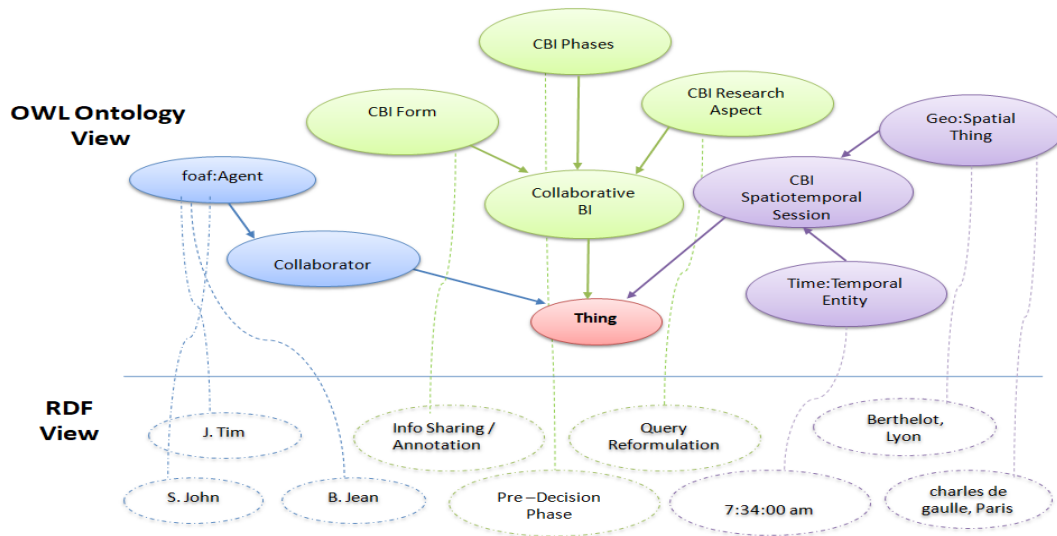 CBI Phases
CBI Form
CBI Research
Aspect
OWL Ontology
View
Geo:Spatial
Thing
foaf:Agent
Collaborative
BI
CBI
Spatiotemporal
Session
Collaborator
Time:Temporal
Entity
Thing
RDF
View
J. Tim
Info Sharing /
Annotation
Query
Reformulation
Berthelot,
Lyon
S. John
B. Jean
Pre –Decision
Phase
7:34:00 am
charles de
gaulle, Paris